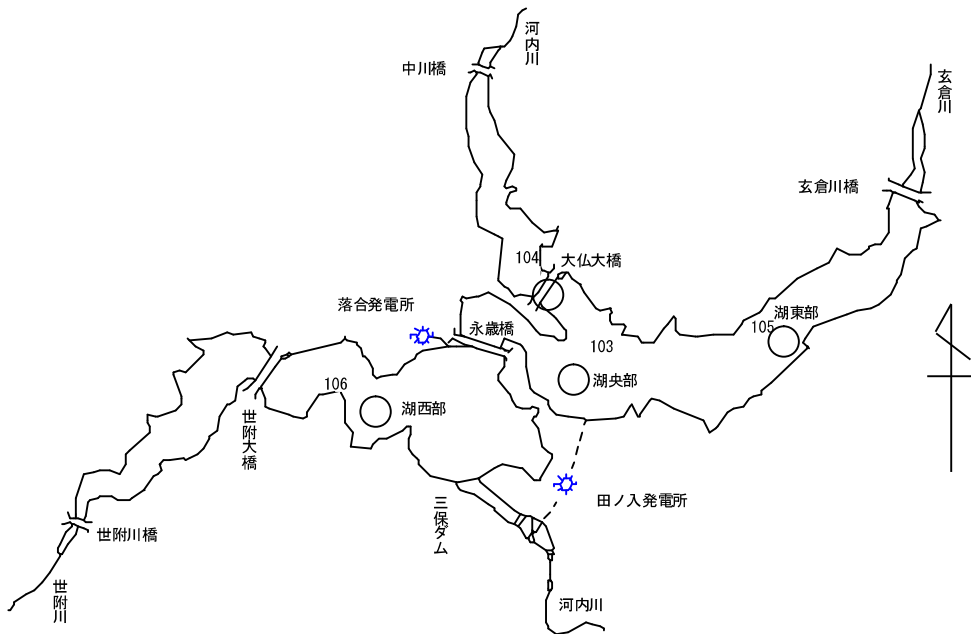 河内川
中川橋
玄倉川
玄倉川橋
104
大仏大橋
落合発電所
永歳橋
湖東部
105
103
湖央部
106
湖西部
世附大橋
三保ダム
田ノ入発電所
世附川橋
世附川
河内川